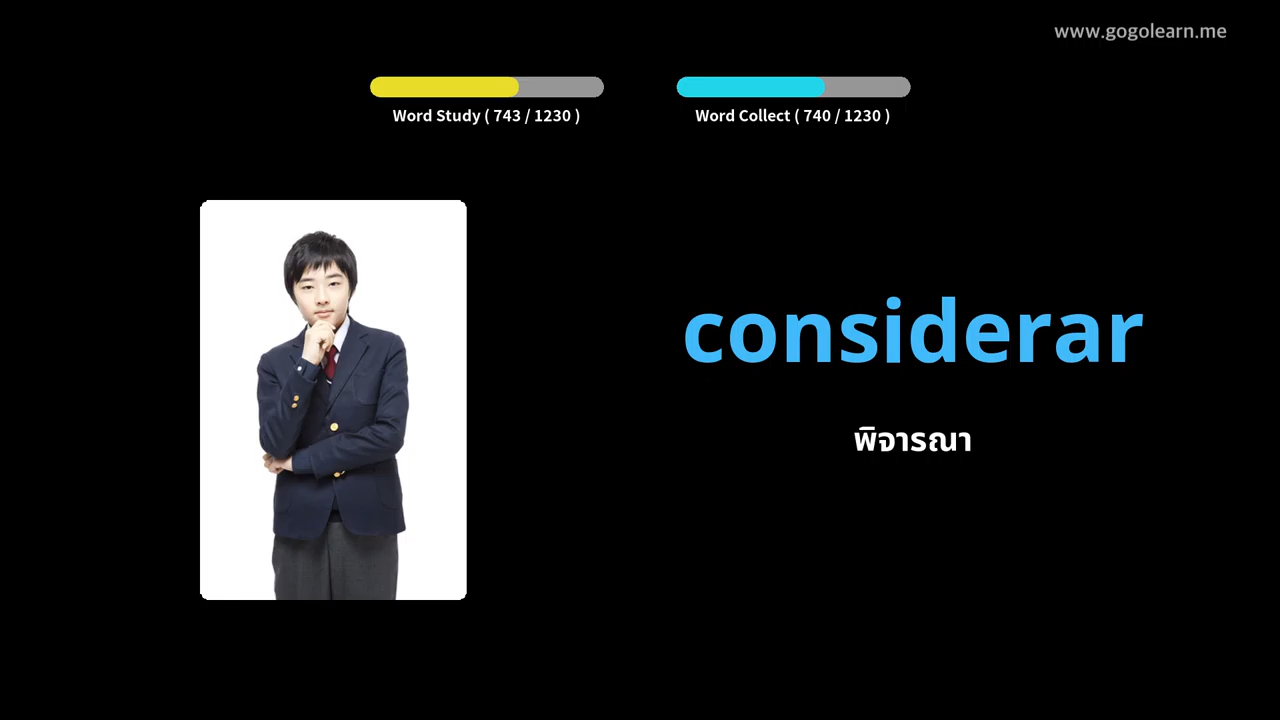 www.gogolearn.me
Word Study ( 743 / 1230 )
Word Collect ( 740 / 1230 )
considerar
พิจารณา